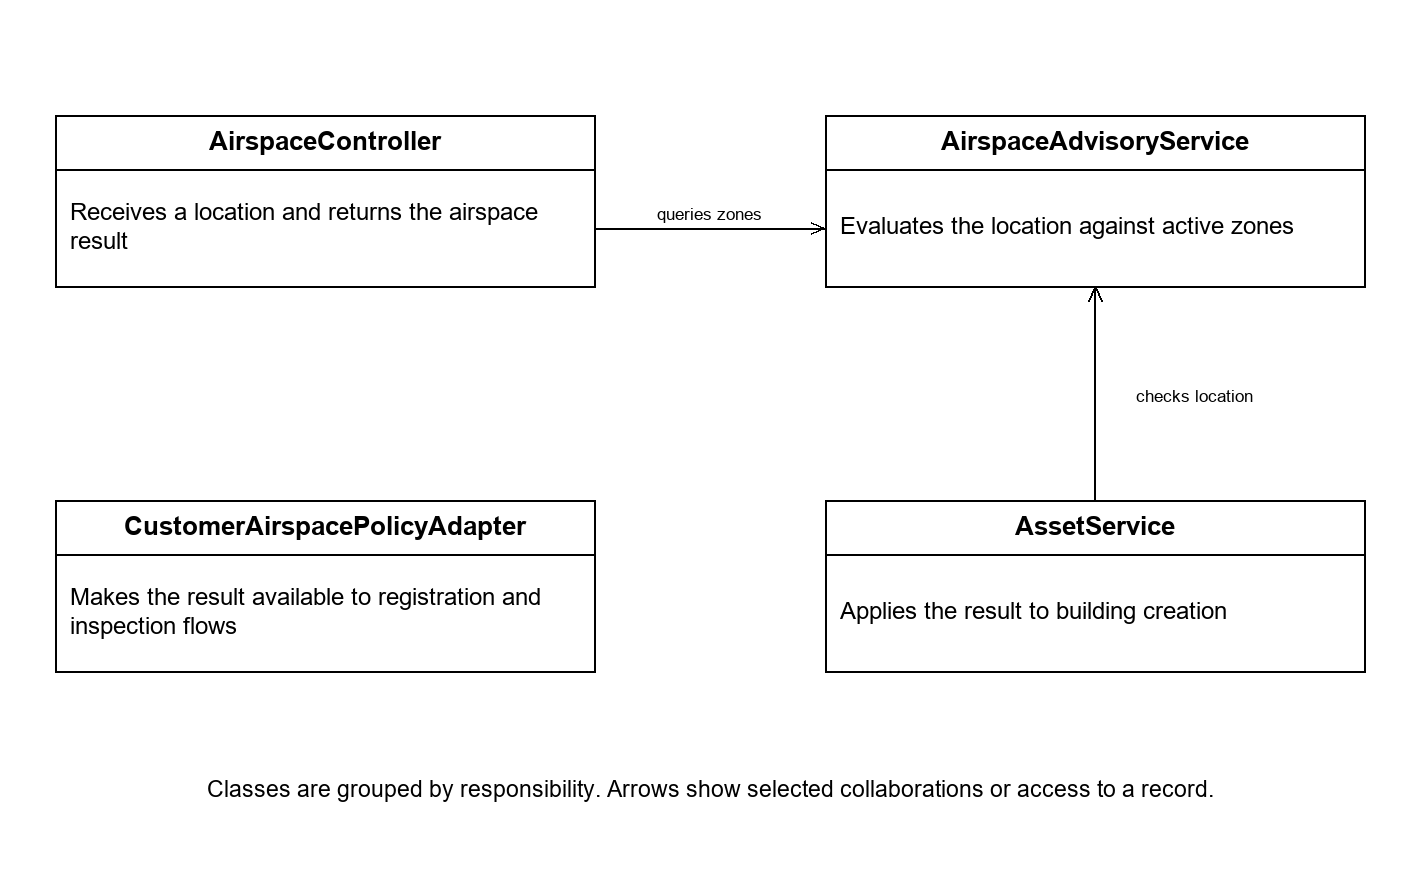 AirspaceController
Receives a location and returns the airspace
result
queries zones
AirspaceAdvisoryService
Evaluates the location against active zones
checks location
CustomerAirspacePolicyAdapter
Makes the result available to registration and
inspection flows
AssetService
Applies the result to building creation
Classes are grouped by responsibility. Arrows show selected collaborations or access to a record.